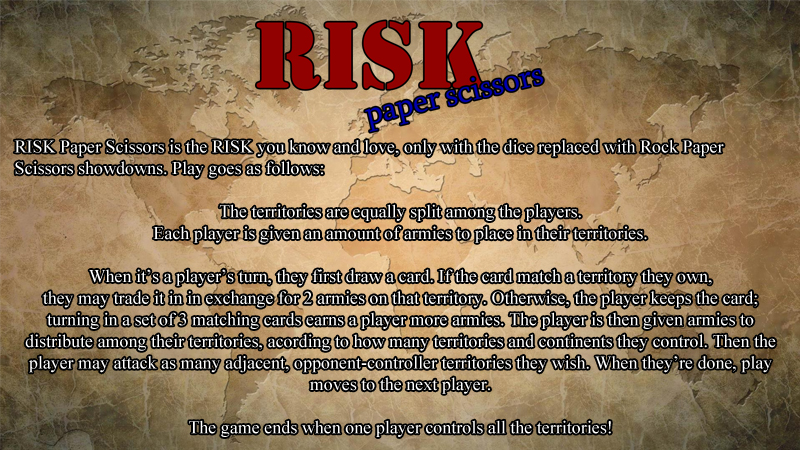 RISK
paper scissors
RISK Paper Scissors is the RISK you know and love, only with the dice replaced with Rock Paper
Scissors showdowns. Play goes as follows:
The territories are equally split among the players.
Each player is given an amount of armies to place in their territories.
When it's a player's turn, they first draw a card. If the card match a territory they own,
they may trade it in in exchange for 2 armies on that territory. Otherwise, the player keeps the card;
turning in a set of 3 matching cards earns a player more armies. The player is then given armies to
distribute among their territories, acording to how many territories and continents they control. Then the
player may attack as many adjacent, opponent-controller territories they wish. When they're done, play
moves to the next player.
The game ends when one player controls all the territories!